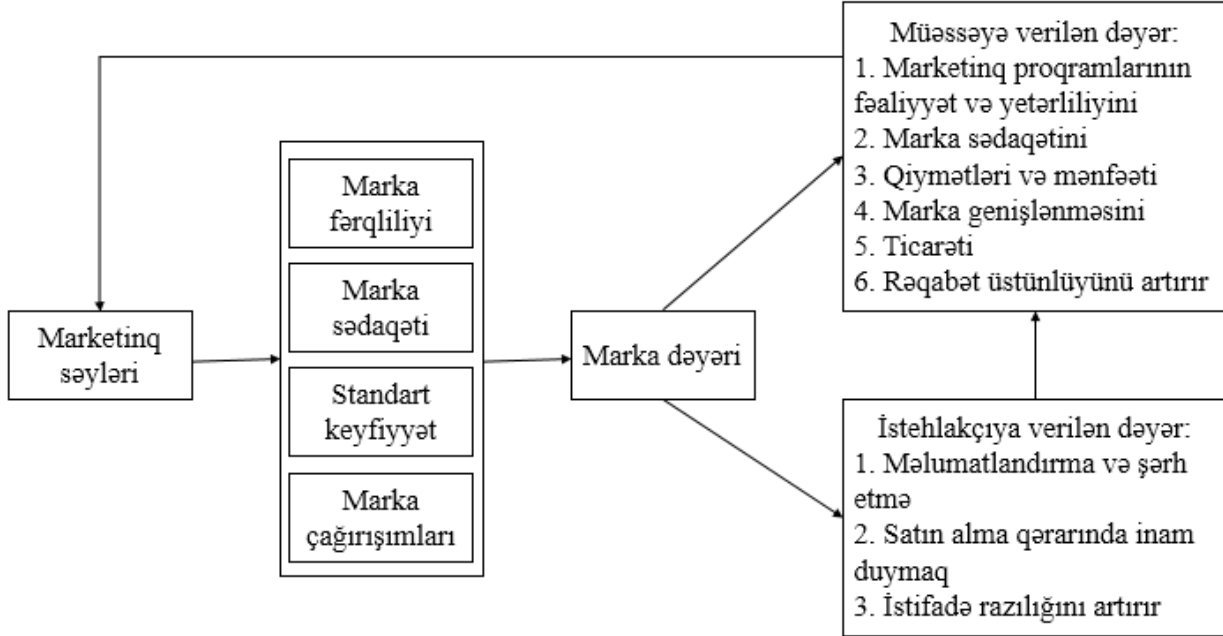 Marketinq
səyləri
Marka
fərqliliyi
Marka
sədaqəti
Standart
keyfiyyət
Marka
çağırışımları
Marka dəyəri
Müəssəyə verilən dəyər:
1. Marketinq proqramlarının
fəaliyyət və yetərliliyini
2. Marka sədaqətini
3. Qiymətləri və mənfəəti
4. Marka genişlənməsini
5. Ticarəti
6. Rəqabət üstünlüyünü artırır
İstehlakçıya verilən dəyər:
1. Məlumatlandırma və şərh
etmə
2. Satın alma qərarında inam
duymaq
3. İstifadə razılığını artırır